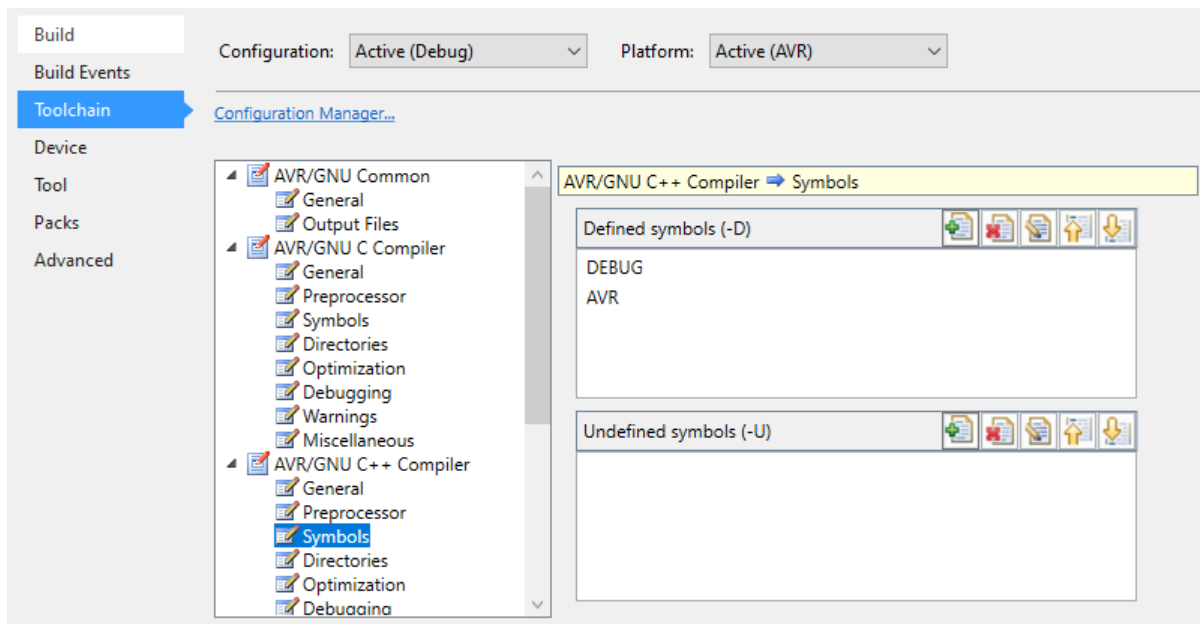 Build
Build Events
Toolchain
Device
Tool
Packs
Advanced
Configuration: Active (Debug) Platform: Active (AVR)
Configuration Manager...
AVR/GNU Common
General
Output Files
AVR/GNU C Compiler
General
Preprocessor
Symbols
Directories
Optimization
Debugging
Warnings
Miscellaneous
AVR/GNU C++ Compiler
General
Preprocessor
Symbols
Directories
Optimization
Debugging
AVR/GNU C++ Compiler ➡ Symbols
Defined symbols (-D)
DEBUG
AVR
Undefined symbols (-U)